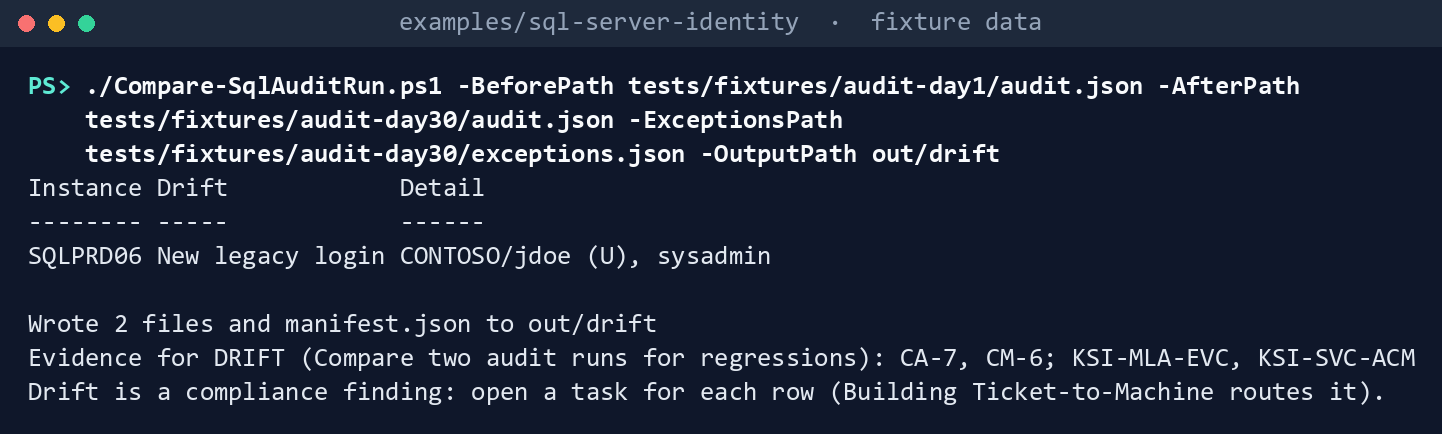 examples/sql-server-identity · fixture data
PS> ./Compare-SqlAuditRun.ps1 -BeforePath tests/fixtures/audit-day1/audit.json -AfterPath
tests/fixtures/audit-day30/audit.json -ExceptionsPath
tests/fixtures/audit-day30/exceptions.json -OutputPath out/drift
Instance Drift            Detail
-------- -----            ------
SQLPRD06 New legacy login CONTOSO/jdoe (U), sysadmin
Wrote 2 files and manifest.json to out/drift
Evidence for DRIFT (Compare two audit runs for regressions): CA-7, CM-6; KSI-MLA-EVC, KSI-SVC-ACM
Drift is a compliance finding: open a task for each row (Building Ticket-to-Machine routes it).